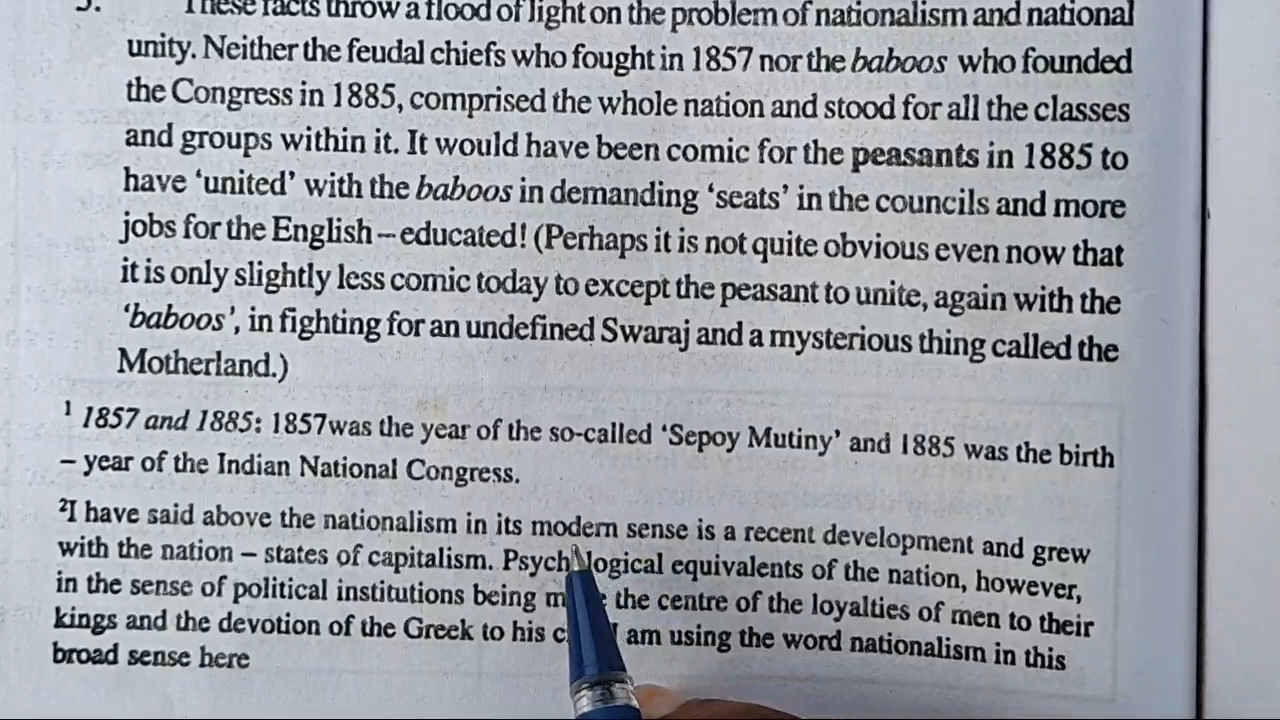 3. These facts throw a flood of light on the problem of nationalism and national
unity. Neither the feudal chiefs who fought in 1857 nor the baboos who founded
the Congress in 1885, comprised the whole nation and stood for all the classes
and groups within it. It would have been comic for the peasants in 1885 to
have ‘united’ with the baboos in demanding ‘seats’ in the councils and more
jobs for the English – educated! (Perhaps it is not quite obvious even now that
it is only slightly less comic today to except the peasant to unite, again with the
‘baboos’, in fighting for an undefined Swaraj and a mysterious thing called the
Motherland.)
1 1857 and 1885: 1857was the year of the so-called ‘Sepoy Mutiny’ and 1885 was the birth
– year of the Indian National Congress.
2I have said above the nationalism in its modern sense is a recent development and grew
with the nation – states of capitalism. Psychological equivalents of the nation, however,
in the sense of political institutions being the centre of the loyalties of men to their
kings and the devotion of the Greek to his am using the word nationalism in this
broad sense here